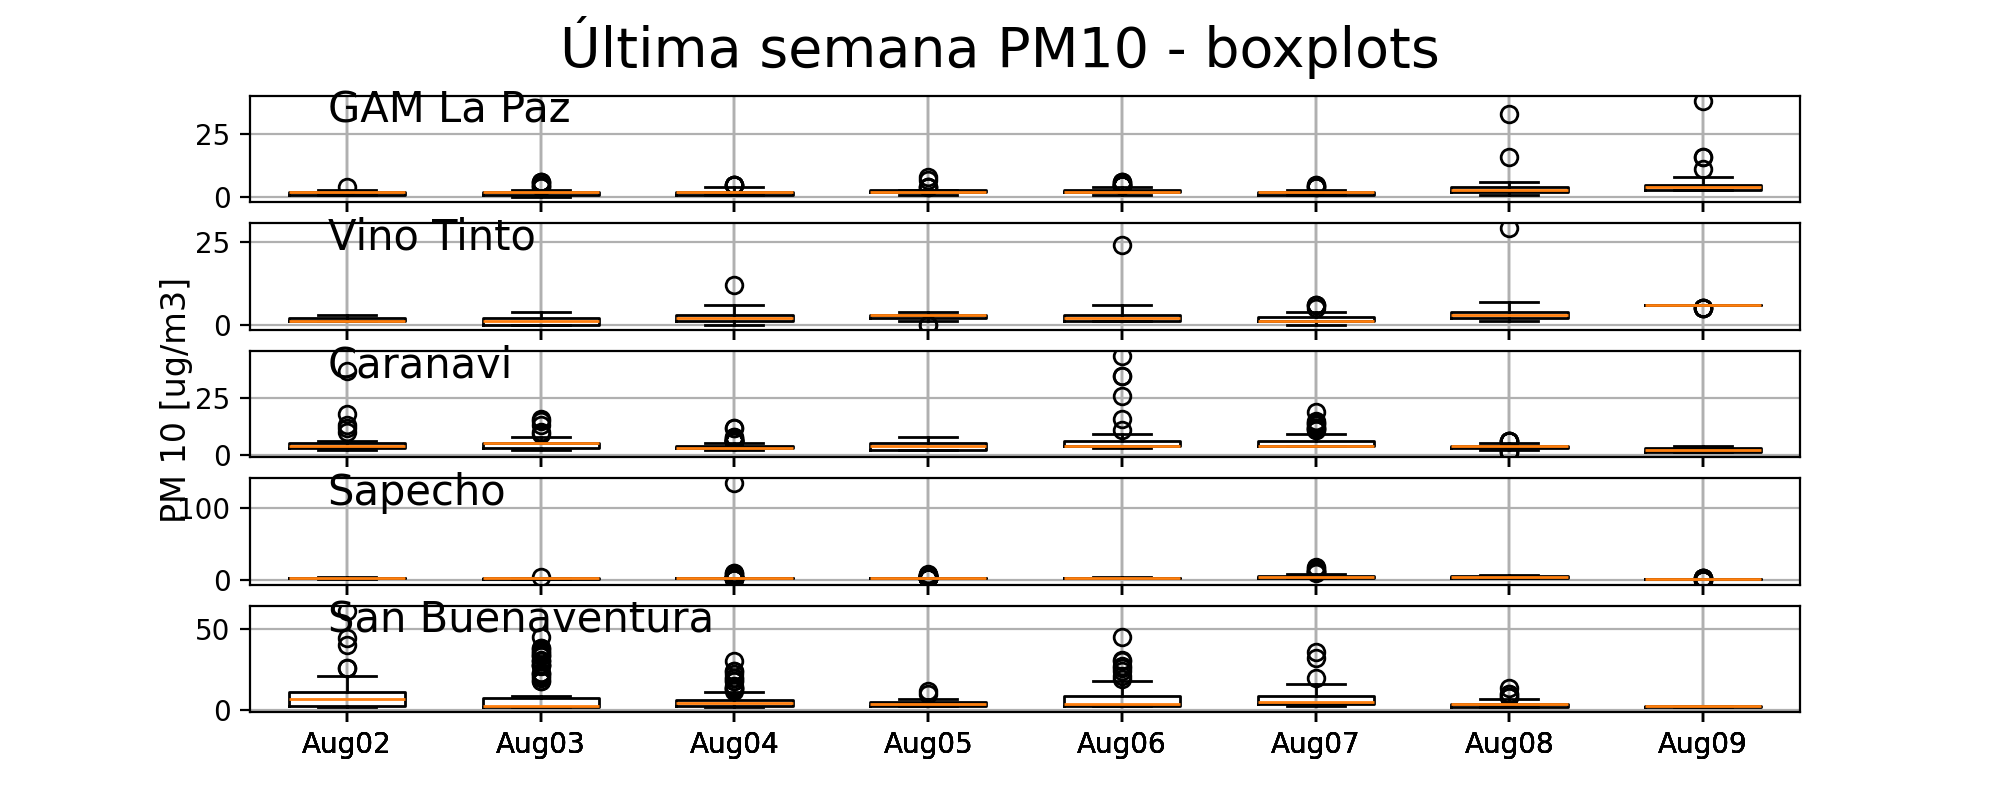 Última semana PM10 - boxplots
PM 10 [ug/m3]
GAM La Paz
25
0
Vino Tinto
25
0
Caranavi
25
0
Sapecho
100
0
San Buenaventura
50
0
Aug02 Aug03 Aug04 Aug05 Aug06 Aug07 Aug08 Aug09